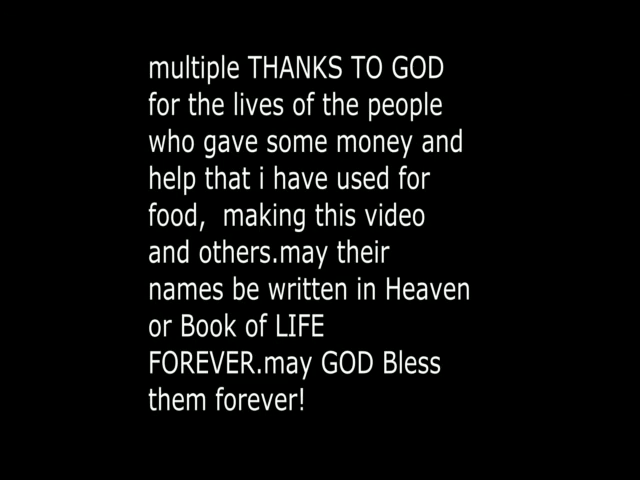 multiple THANKS TO GOD
for the lives of the people
who gave some money and
help that i have used for
food,  making this video
and others.may their
names be written in Heaven
or Book of LIFE
FOREVER.may GOD Bless
them forever!